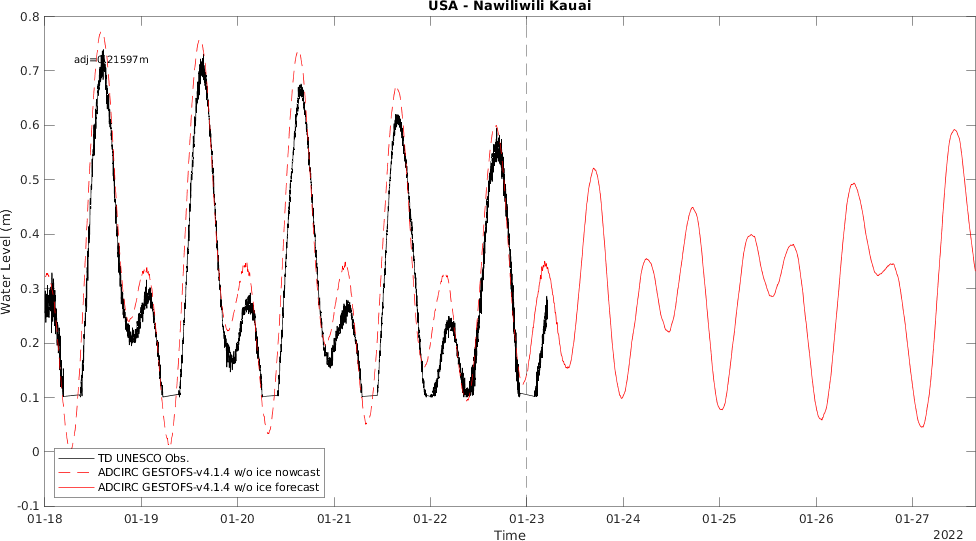 USA - Nawiliwili Kauai
adj=0.21597m
0.8
0.7
0.6
0.5
0.4
0.3
0.2
0.1
0
-0.1
Water Level (m)
TD UNESCO Obs.
ADCIRC GESTOFS-v4.1.4 w/o ice nowcast
ADCIRC GESTOFS-v4.1.4 w/o ice forecast
01-18 01-19 01-20 01-21 01-22 01-23 01-24 01-25 01-26 01-27
Time
2022